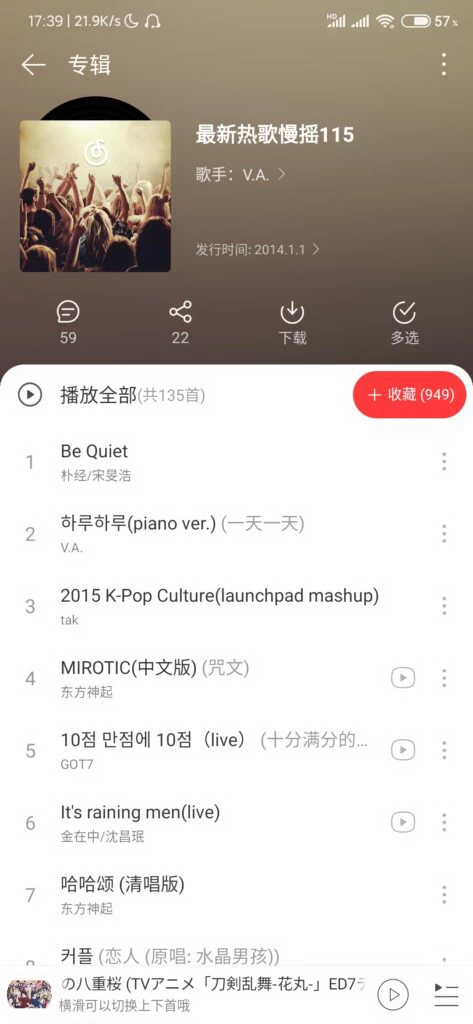 17:39 | 21.9K/s HD 57%
专辑
最新热歌慢摇115
歌手：V.A.
发行时间: 2014.1.1
59 22 下载 多选
播放全部(共135首) + 收藏 (949)
1 Be Quiet
朴经/宋旻浩
2 하루하루(piano ver.) (一天一天)
V.A.
3 2015 K-Pop Culture(launchpad mashup)
tak
4 MIROTIC(中文版) (咒文)
东方神起
5 10점 만점에 10점（live） (十分满分的...
GOT7
6 It's raining men(live)
金在中/沈昌珉
7 哈哈颂 (清唱版)
东方神起
8 커플 (恋人 (原唱: 水晶男孩))
の八重桜 (TVアニメ「刀剣乱舞-花丸-」ED7
横滑可以切换上下首哦